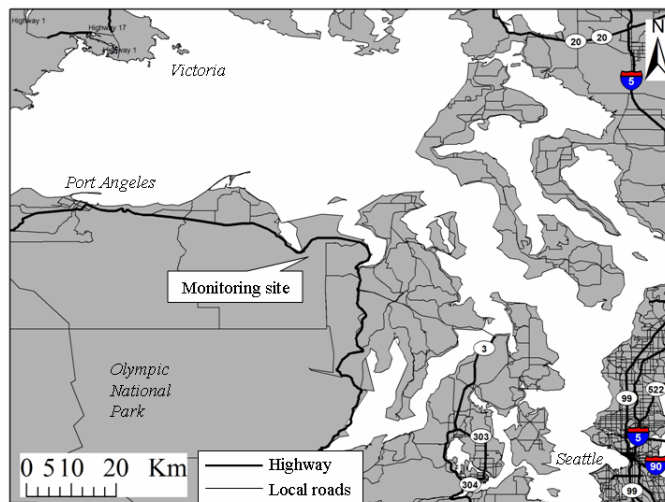 Highway 1
Highway 17
Highway 1
Victoria
20
20
N
5
Port Angeles
Monitoring site
3
Olympic
National
Park
99
522
303
5
Seattle
90
304
99
0 5 10 20 Km
Highway
Local roads